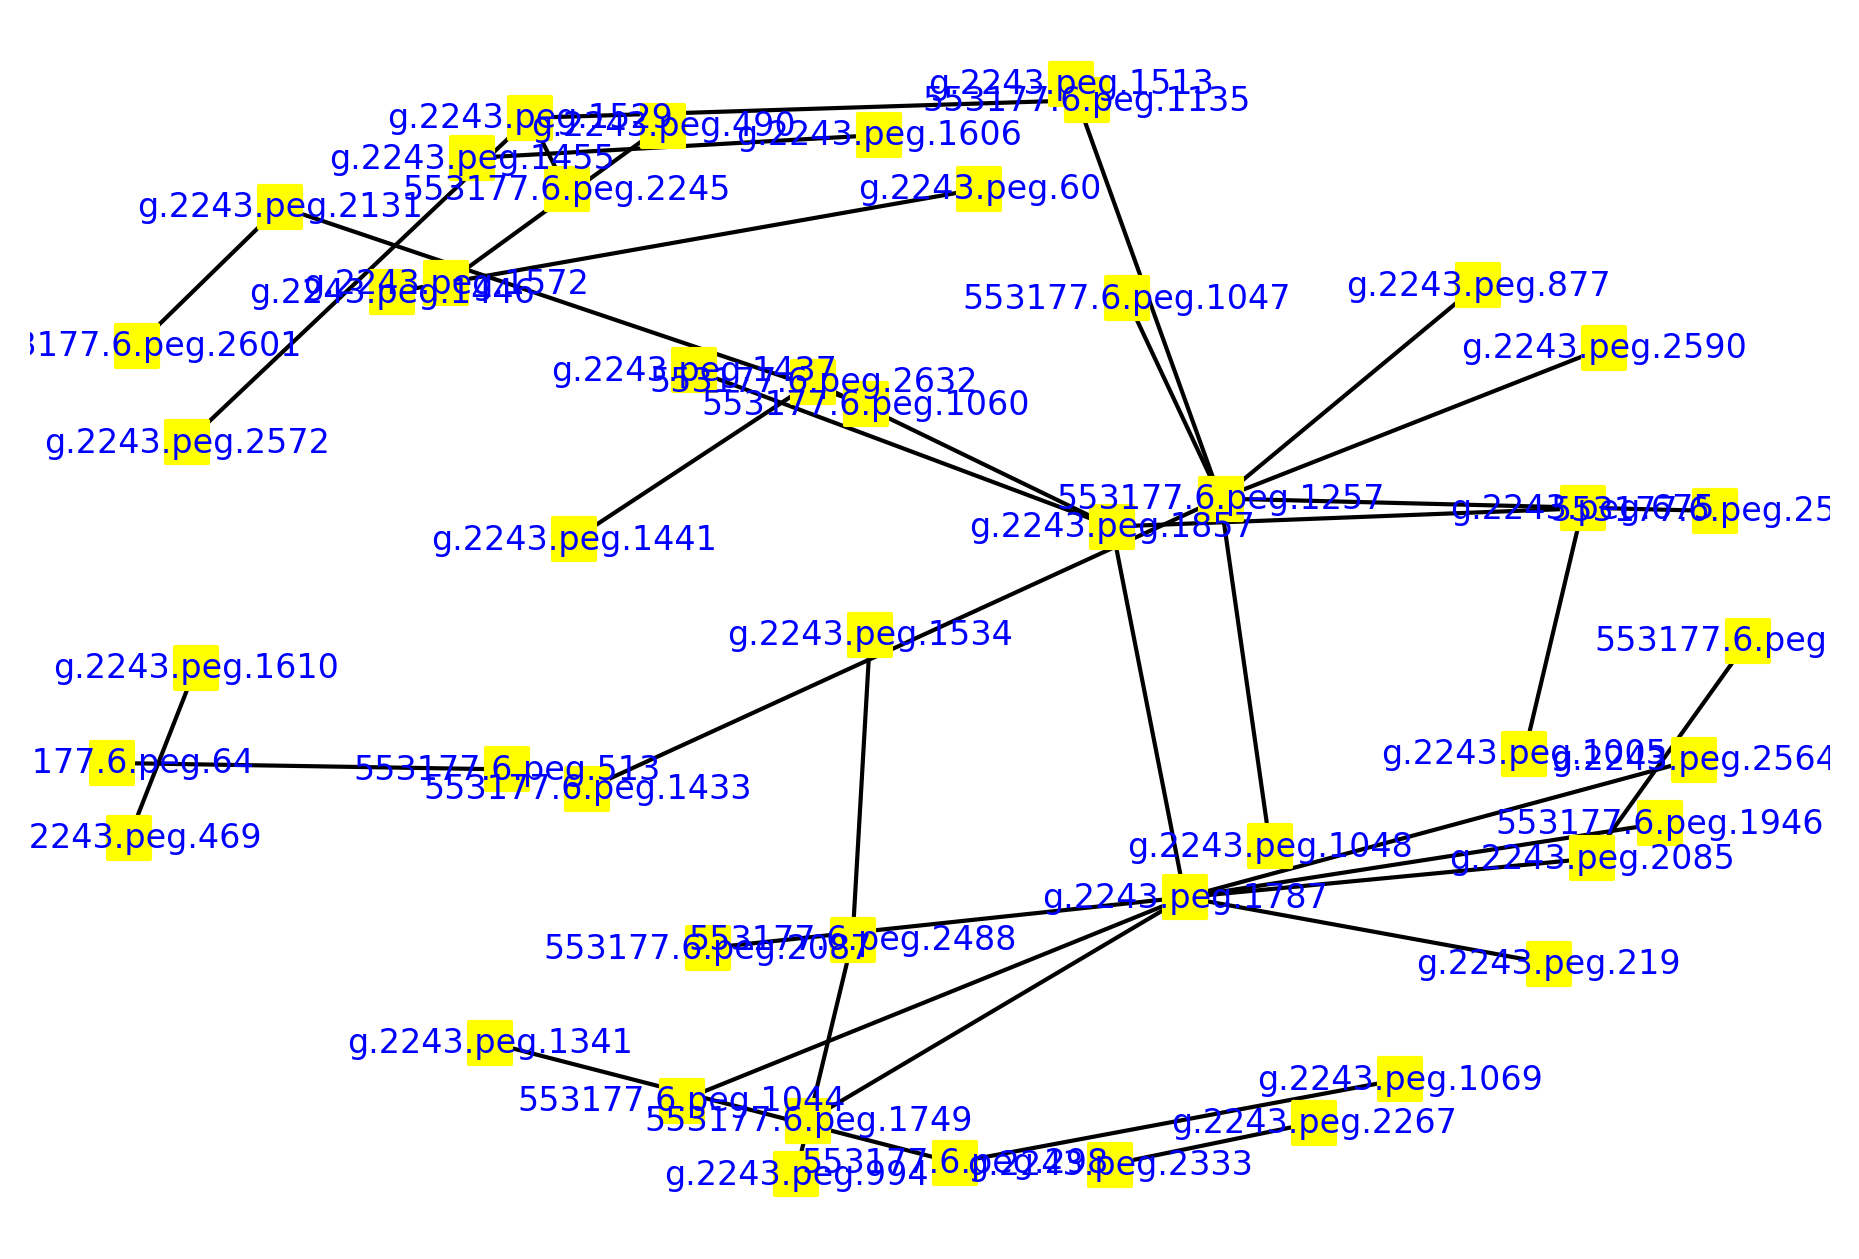 g.2243.peg.1513
553177.6.peg.1135
g.2243.peg.1529
g.2243.peg.490
g.2243.peg.1606
g.2243.peg.1455
553177.6.peg.2245
g.2243.peg.60
g.2243.peg.2131
g.2243.peg.1572
g.2243.peg.1946
553177.6.peg.1047
g.2243.peg.877
3177.6.peg.2601
g.2243.peg.2590
g.2243.peg.1437
553177.6.peg.2632
553177.6.peg.1060
g.2243.peg.2572
553177.6.peg.1257
g.2243.peg.675
553177.6.peg.25
g.2243.peg.1857
g.2243.peg.1441
g.2243.peg.1534
553177.6.peg
g.2243.peg.1610
177.6.peg.64
553177.6.peg.513
553177.6.peg.1433
g.2243.peg.1005
g.2243.peg.2564
553177.6.peg.1946
2243.peg.469
g.2243.peg.1048
g.2243.peg.2085
g.2243.peg.1787
553177.6.peg.2488
553177.6.peg.2087
g.2243.peg.219
g.2243.peg.1341
g.2243.peg.1069
553177.6.peg.1044
553177.6.peg.1749
g.2243.peg.2267
553177.6.peg.298
g.2243.peg.2333
g.2243.peg.994